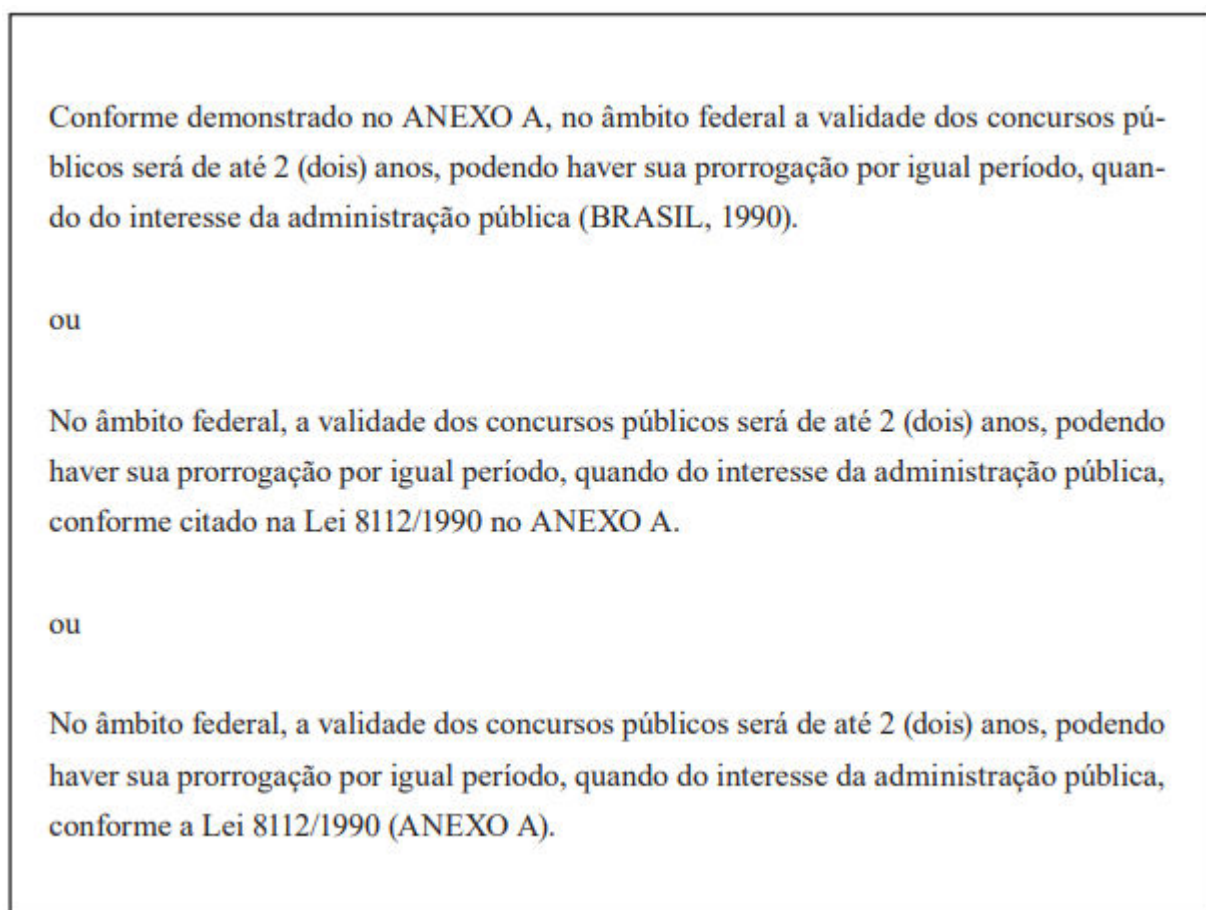 Conforme demonstrado no ANEXO A, no âmbito federal a validade dos concursos pú-
blicos será de até 2 (dois) anos, podendo haver sua prorrogação por igual período, quan-
do do interesse da administração pública (BRASIL, 1990).
ou
No âmbito federal, a validade dos concursos públicos será de até 2 (dois) anos, podendo
haver sua prorrogação por igual período, quando do interesse da administração pública,
conforme citado na Lei 8112/1990 no ANEXO A.
ou
No âmbito federal, a validade dos concursos públicos será de até 2 (dois) anos, podendo
haver sua prorrogação por igual período, quando do interesse da administração pública,
conforme a Lei 8112/1990 (ANEXO A).